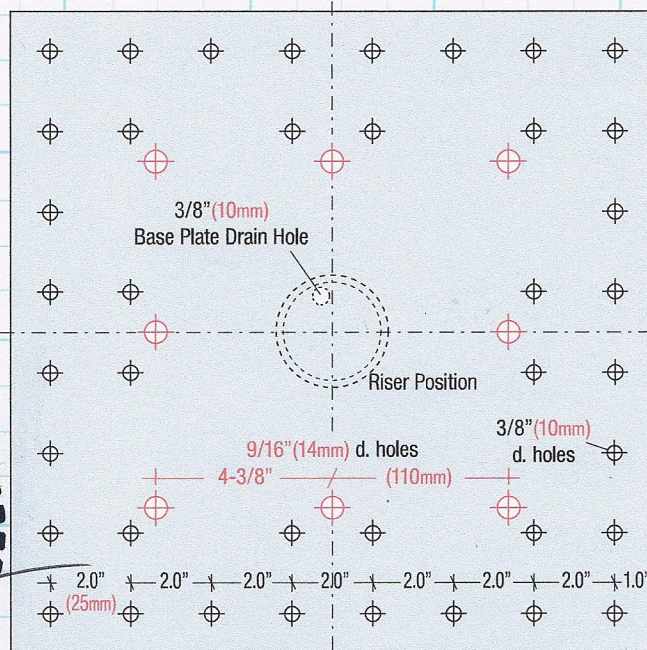 3/8"(10mm)
Base Plate Drain Hole
Riser Position
3/8"(10mm)
d. holes
9/16"(14mm) d. holes
4-3/8" (110mm)
2.0" 2.0" 2.0" 2.0" 2.0" 2.0" 2.0" 1.0"
(25mm)